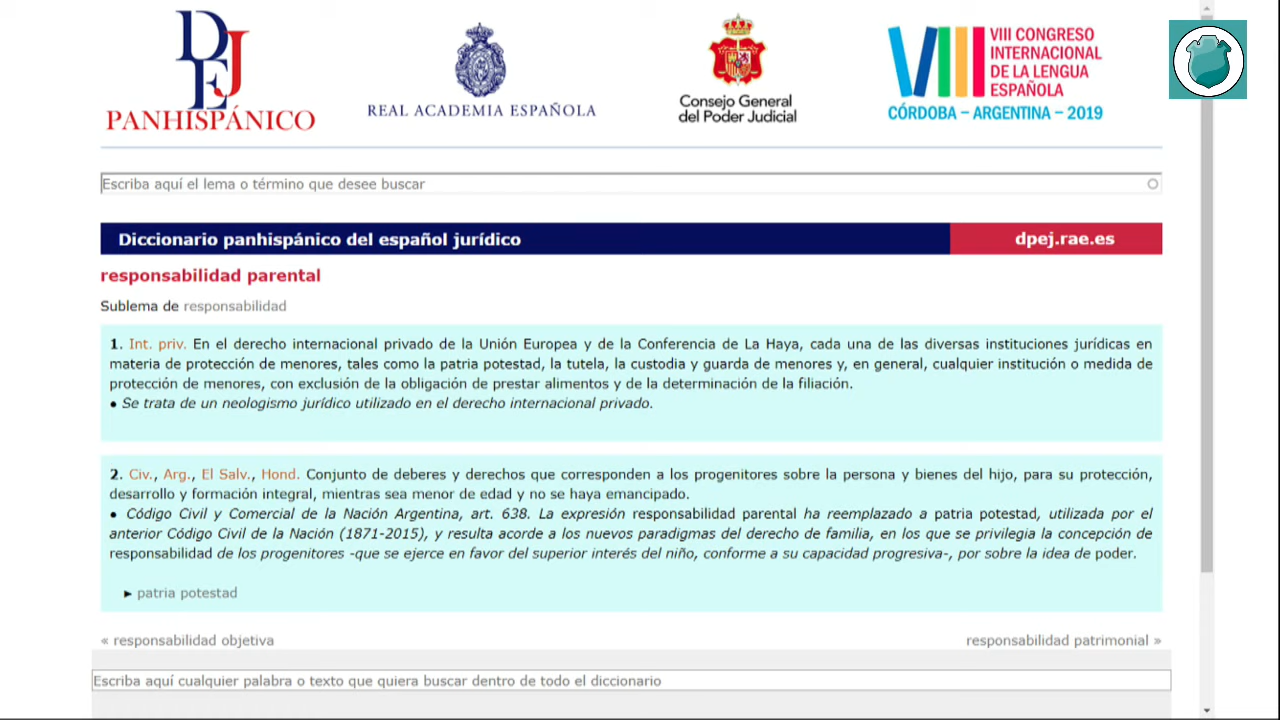 DEJ
PANHISPÁNICO
REAL ACADEMIA ESPAÑOLA
Consejo General
del Poder Judicial
VIII CONGRESO
INTERNACIONAL
DE LA LENGUA
ESPAÑOLA
CÓRDOBA – ARGENTINA – 2019
Escriba aquí el lema o término que desee buscar
Diccionario panhispánico del español jurídico dpej.rae.es
responsabilidad parental
Sublema de responsabilidad
1. Int. priv. En el derecho internacional privado de la Unión Europea y de la Conferencia de La Haya, cada una de las diversas instituciones jurídicas en
materia de protección de menores, tales como la patria potestad, la tutela, la custodia y guarda de menores y, en general, cualquier institución o medida de
protección de menores, con exclusión de la obligación de prestar alimentos y de la determinación de la filiación.
● Se trata de un neologismo jurídico utilizado en el derecho internacional privado.
2. Civ., Arg., El Salv., Hond. Conjunto de deberes y derechos que corresponden a los progenitores sobre la persona y bienes del hijo, para su protección,
desarrollo y formación integral, mientras sea menor de edad y no se haya emancipado.
● Código Civil y Comercial de la Nación Argentina, art. 638. La expresión responsabilidad parental ha reemplazado a patria potestad, utilizada por el
anterior Código Civil de la Nación (1871-2015), y resulta acorde a los nuevos paradigmas del derecho de familia, en los que se privilegia la concepción de
responsabilidad de los progenitores -que se ejerce en favor del superior interés del niño, conforme a su capacidad progresiva-, por sobre la idea de poder.
► patria potestad
« responsabilidad objetiva
responsabilidad patrimonial »
Escriba aquí cualquier palabra o texto que quiera buscar dentro de todo el diccionario